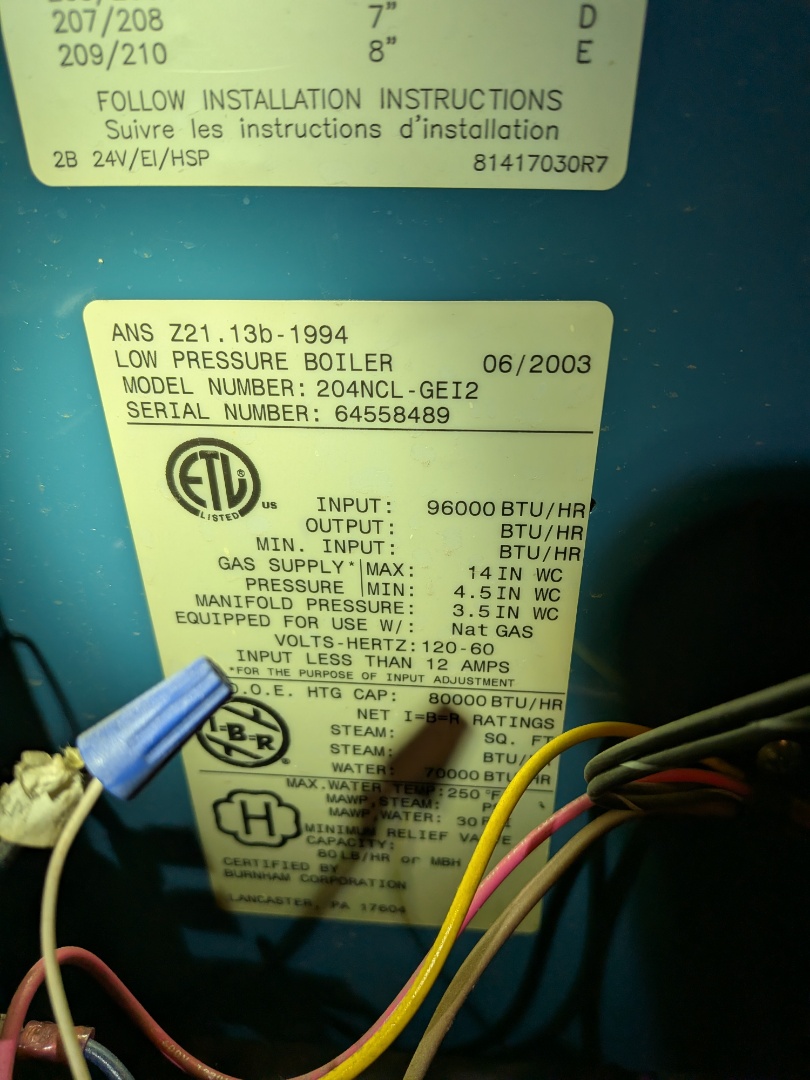 207/208 7" D
209/210 8" E
FOLLOW INSTALLATION INSTRUCTIONS
Suivre les instructions d'installation
2B 24V/EI/HSP 81417030R7
ANS Z21.13b-1994
LOW PRESSURE BOILER 06/2003
MODEL NUMBER: 204NCL-GEI2
SERIAL NUMBER: 64558489
ETL ® US
LISTED
INPUT: 96000 BTU/HR
OUTPUT: BTU/HR
MIN. INPUT: BTU/HR
GAS SUPPLY* MAX: 14 IN WC
PRESSURE MIN: 4.5 IN WC
MANIFOLD PRESSURE: 3.5 IN WC
EQUIPPED FOR USE W/: Nat GAS
VOLTS-HERTZ: 120-60
INPUT LESS THAN 12 AMPS
*FOR THE PURPOSE OF INPUT ADJUSTMENT
D.O.E. HTG CAP: 80000 BTU/HR
NET I=B=R RATINGS
I=B=R ®
STEAM: SQ. FT
STEAM: BTU/
WATER: 70000 BTU/HR
MAX.WATER TEMP: 250 °F
MAWP,STEAM:
MAWP,WATER: 30
H
MINIMUM RELIEF VALVE
CAPACITY:
80 LB/HR or MBH
CERTIFIED BY
BURNHAM CORPORATION
LANCASTER, PA 17604